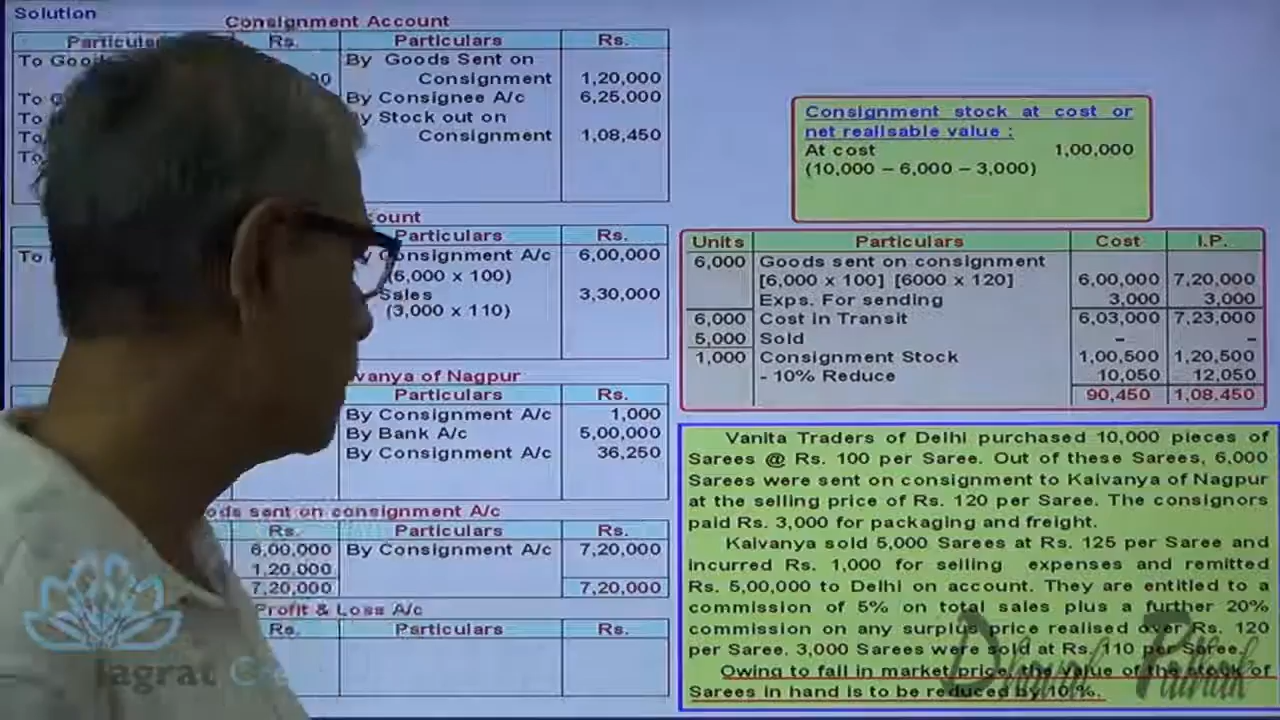 Solution
Consignment Account
Particulars Rs. Particulars Rs.
To By Goods Sent on
Consignment 1,20,000
To By Consignee A/c 6,25,000
To y Stock out on
To Consignment 1,08,450
To
ount
Particulars Rs.
To y Consignment A/c 6,00,000
(6,000 x 100)
Sales 3,30,000
(3,000 x 110)
lvanya of Nagpur
Particulars Rs.
By Consignment A/c 1,000
By Bank A/c 5,00,000
By Consignment A/c 36,250
ods sent on consignment A/c
Rs. Particulars Rs.
6,00,000 By Consignment A/c 7,20,000
1,20,000
7,20,000 7,20,000
Profit & Loss A/c
Rs. Particulars Rs.
Consignment stock at cost or
net realisable value :
At cost 1,00,000
(10,000 – 6,000 – 3,000)
Units Particulars Cost I.P.
6,000 Goods sent on consignment
[6,000 x 100] [6000 x 120] 6,00,000 7,20,000
Exps. For sending 3,000 3,000
6,000 Cost In Transit 6,03,000 7,23,000
5,000 Sold – –
1,000 Consignment Stock 1,00,500 1,20,500
- 10% Reduce 10,050 12,050
90,450 1,08,450
Vanita Traders of Delhi purchased 10,000 pieces of
Sarees @ Rs. 100 per Saree. Out of these Sarees, 6,000
Sarees were sent on consignment to Kalvanya of Nagpur
at the selling price of Rs. 120 per Saree. The consignors
paid Rs. 3,000 for packaging and freight.
Kalvanya sold 5,000 Sarees at Rs. 125 per Saree and
incurred Rs. 1,000 for selling expenses and remitted
Rs. 5,00,000 to Delhi on account. They are entitled to a
commission of 5% on total sales plus a further 20%
commission on any surplus price realised over Rs. 120
per Saree. 3,000 Sarees were sold at Rs. 110 per Saree.
Owing to fall in market price, the value of the stock of
Sarees in hand is to be reduced by 10%.
Jagrat C